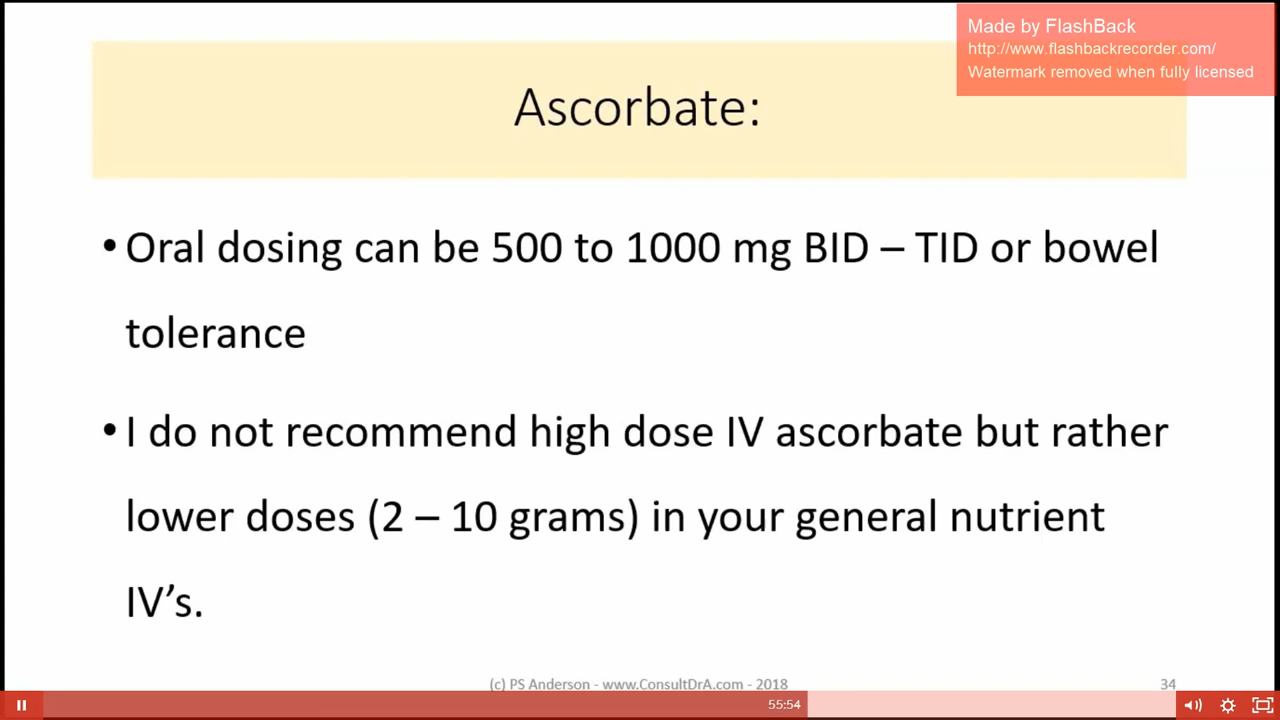 Made by FlashBack
http://www.flashbackrecorder.com/
Watermark removed when fully licensed
Ascorbate:
•Oral dosing can be 500 to 1000 mg BID – TID or bowel
tolerance
•I do not recommend high dose IV ascorbate but rather
lower doses (2 – 10 grams) in your general nutrient
IV’s.
(c) PS Anderson - www.ConsultDrA.com - 2018
34
55:54